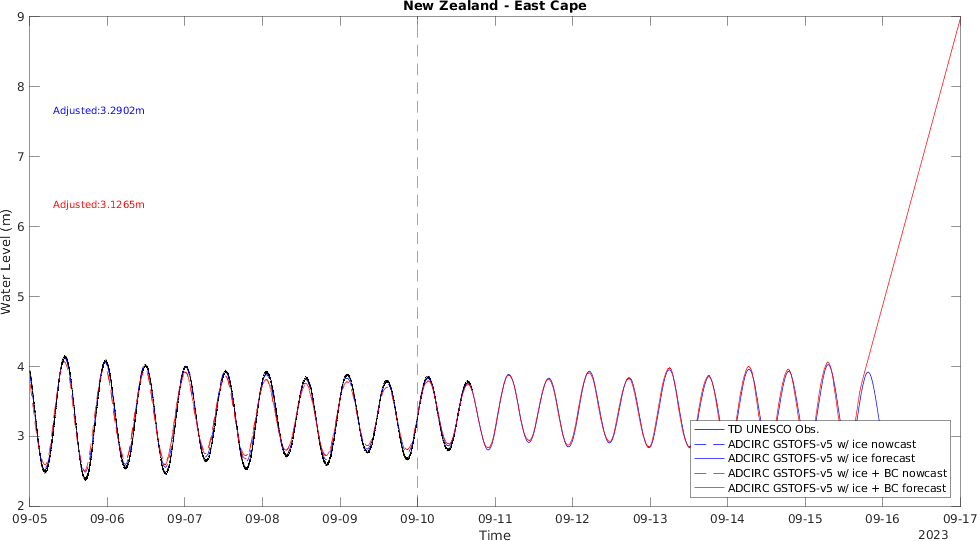 New Zealand - East Cape
9
8
Adjusted:3.2902m
7
Adjusted:3.1265m
6
Water Level (m)
5
4
3
2
TD UNESCO Obs.
ADCIRC GSTOFS-v5 w/ ice nowcast
ADCIRC GSTOFS-v5 w/ ice forecast
ADCIRC GSTOFS-v5 w/ ice + BC nowcast
ADCIRC GSTOFS-v5 w/ ice + BC forecast
09-05 09-06 09-07 09-08 09-09 09-10 09-11 09-12 09-13 09-14 09-15 09-16 09-17
Time
2023